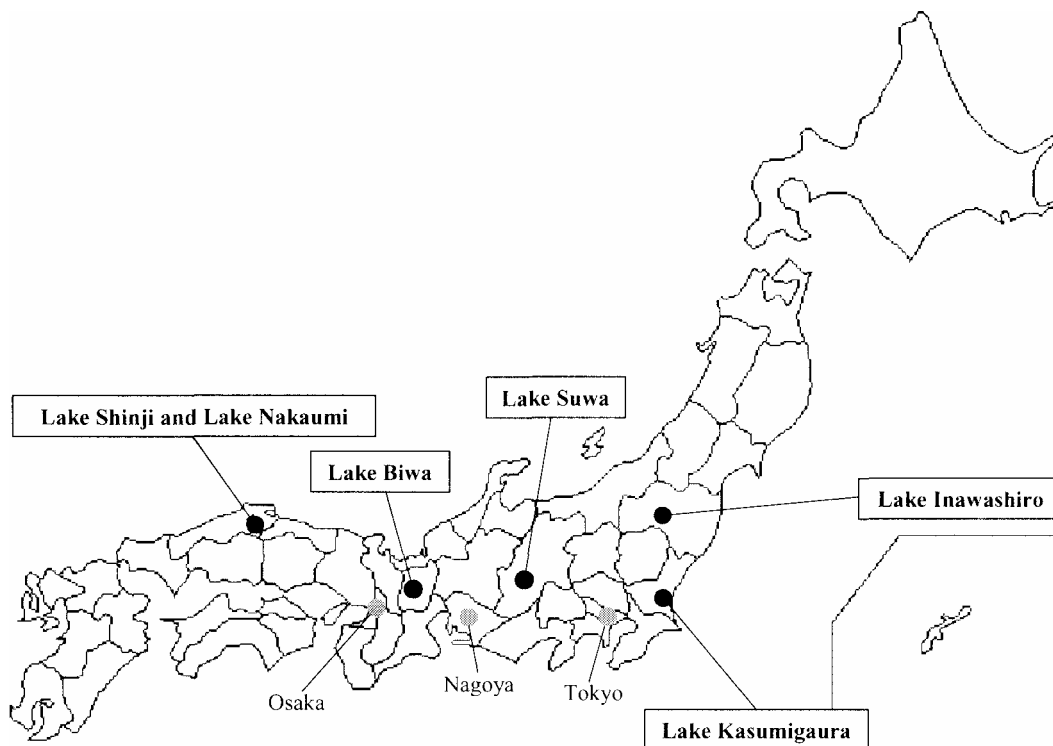 Lake Suwa
Lake Shinji and Lake Nakaumi
Lake Biwa
Lake Inawashiro
Osaka
Nagoya
Tokyo
Lake Kasumigaura